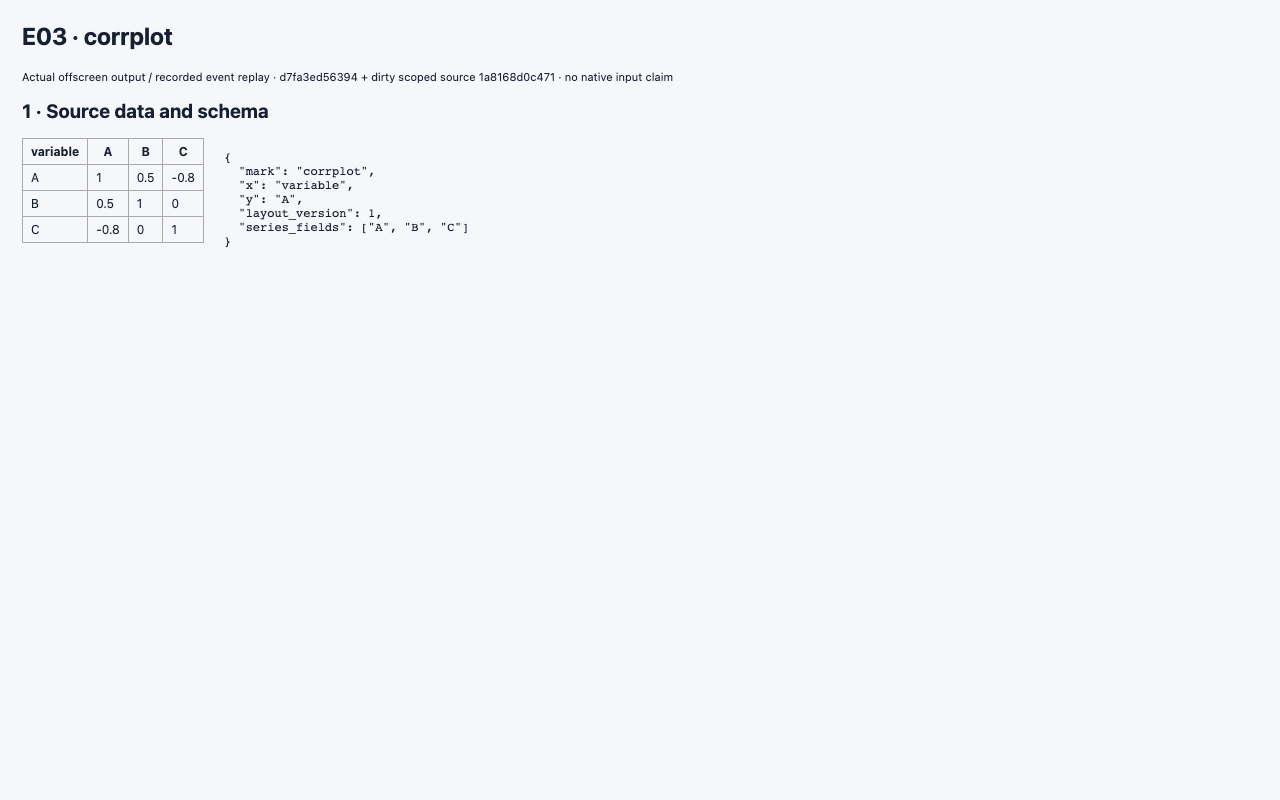 E03 · corrplot
Actual offscreen output / recorded event replay · d7fa3ed56394 + dirty scoped source 1a8168d0c471 · no native input claim
1 · Source data and schema
variable A B C
A 1 0.5 -0.8
B 0.5 1 0
C -0.8 0 1
{
  "mark": "corrplot",
  "x": "variable",
  "y": "A",
  "layout_version": 1,
  "series_fields": ["A", "B", "C"]
}